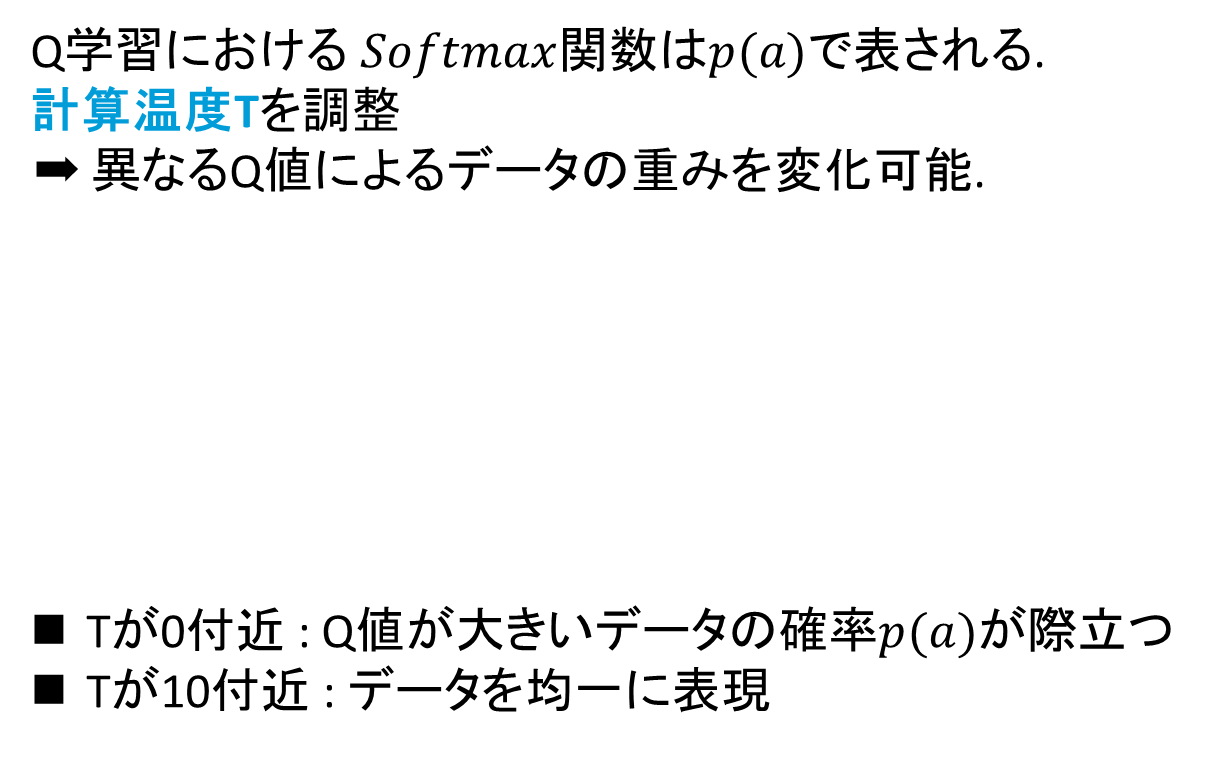 Q学習における Softmax関数はp(a)で表される.
計算温度Tを調整
➡ 異なるQ値によるデータの重みを変化可能.
■ Tが0付近 : Q値が大きいデータの確率p(a)が際立つ
■ Tが10付近 : データを均一に表現